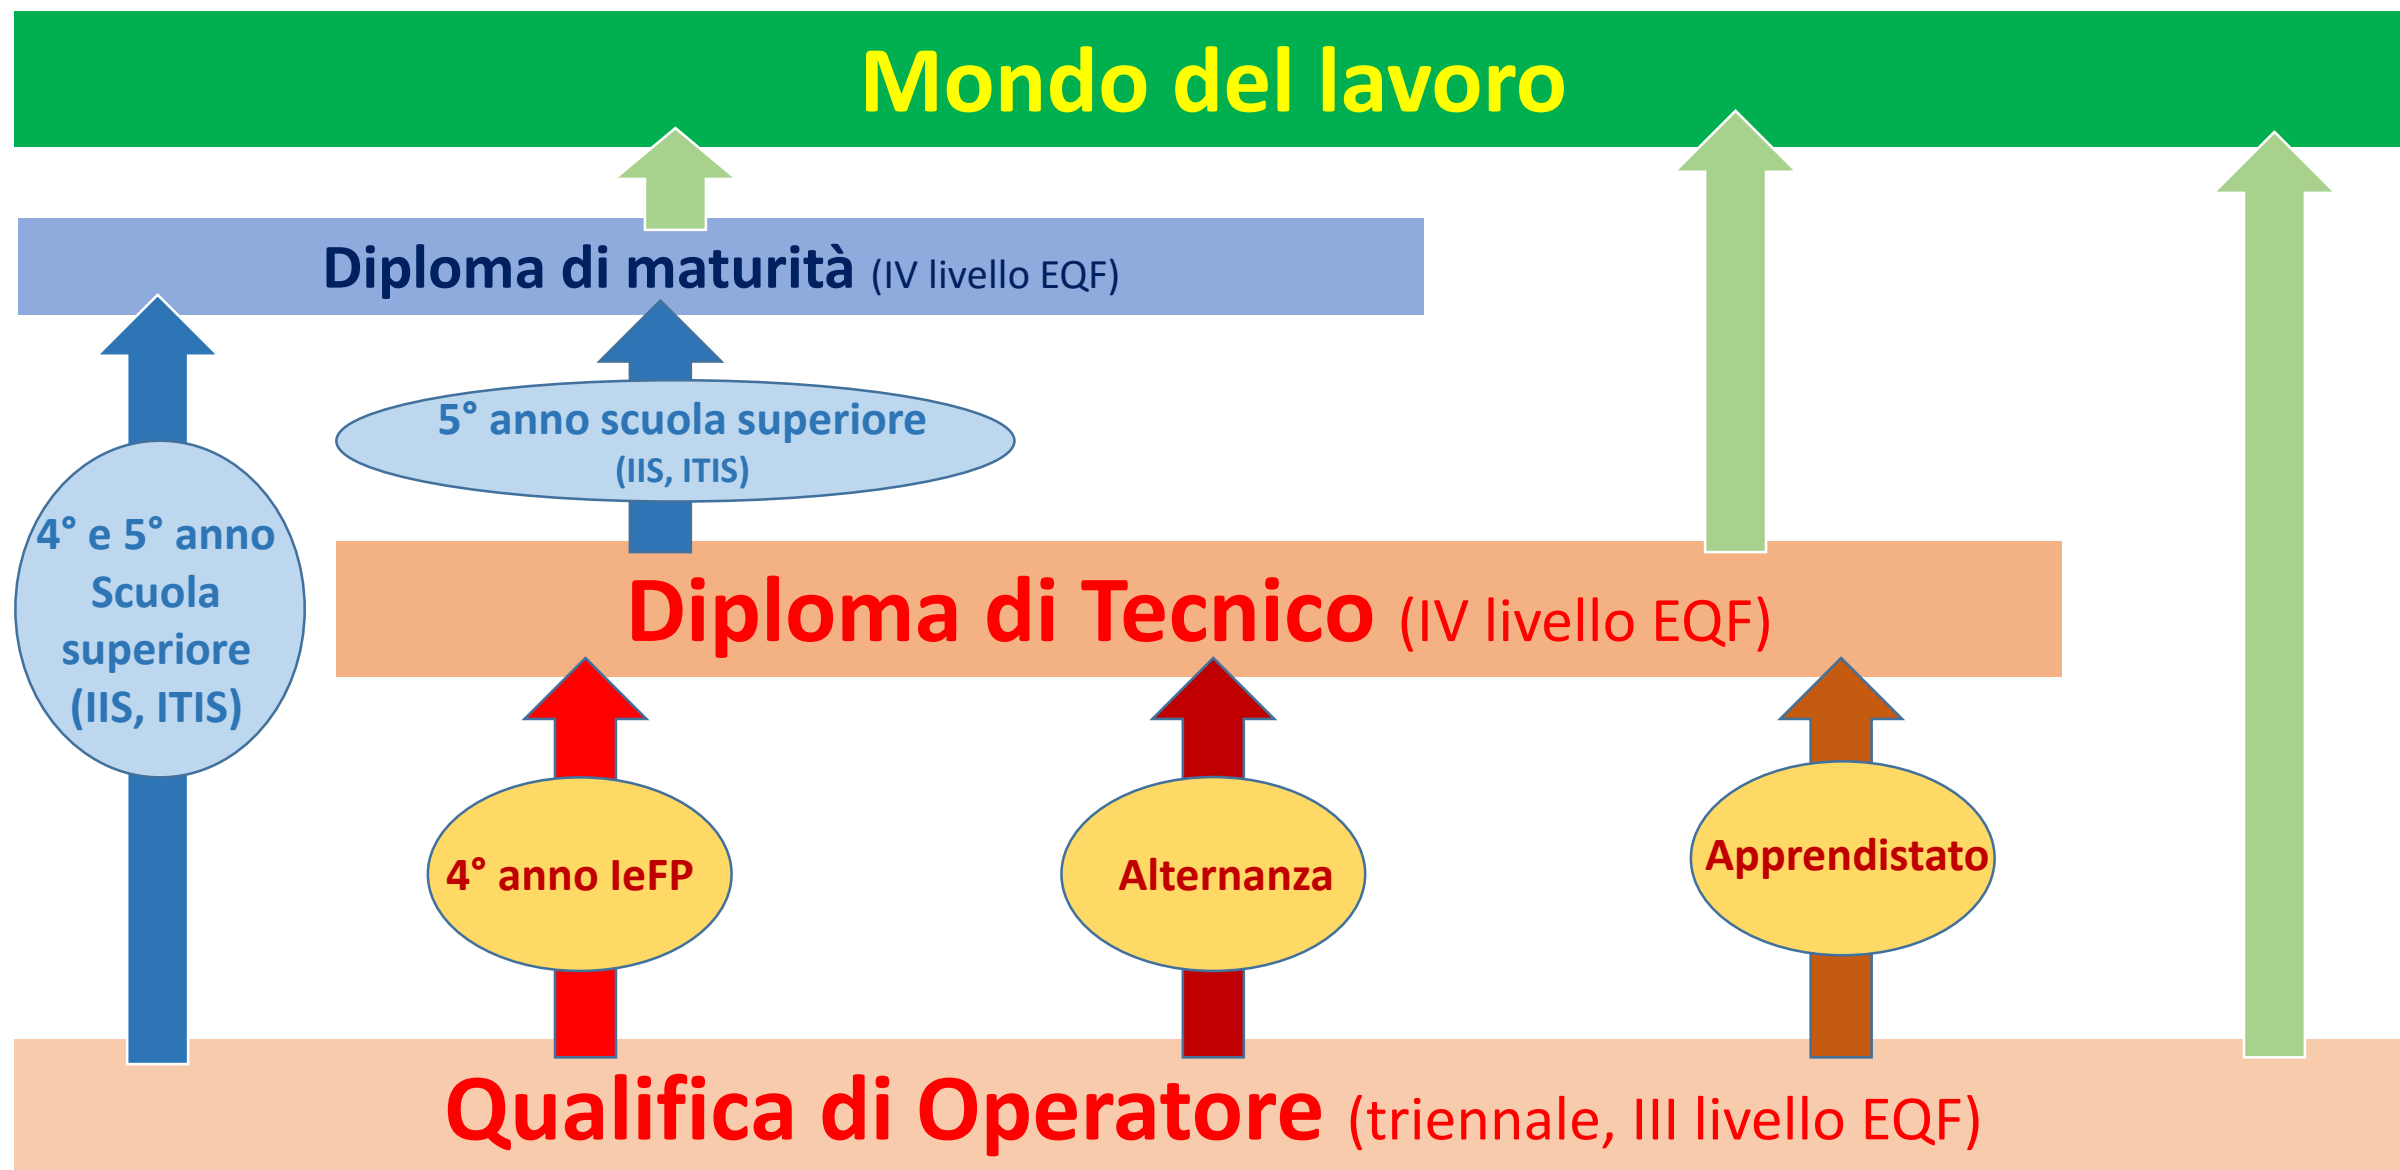 Mondo del lavoro
Diploma di maturità (IV livello EQF)
5° anno scuola superiore
(IIS, ITIS)
4° e 5° anno
Scuola
superiore
(IIS, ITIS)
Diploma di Tecnico (IV livello EQF)
4° anno IeFP
Alternanza
Apprendistato
Qualifica di Operatore (triennale, III livello EQF)